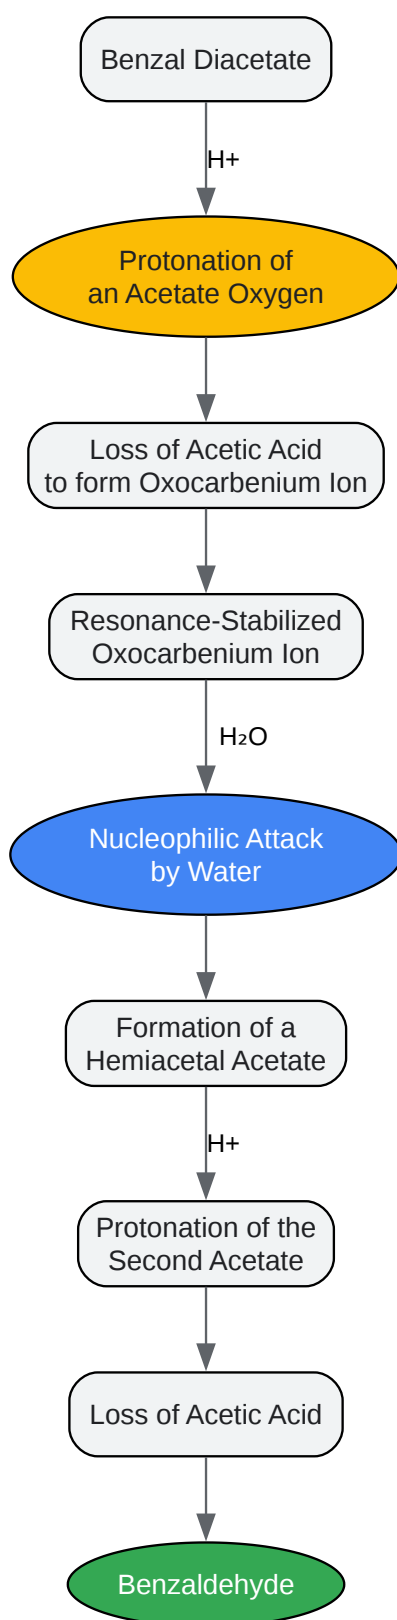 Benzal Diacetate
H+
Protonation of
an Acetate Oxygen
Loss of Acetic Acid
to form Oxocarbenium Ion
Resonance-Stabilized
Oxocarbenium Ion
H₂O
Nucleophilic Attack
by Water
Formation of a
Hemiacetal Acetate
H+
Protonation of the
Second Acetate
Loss of Acetic Acid
Benzaldehyde